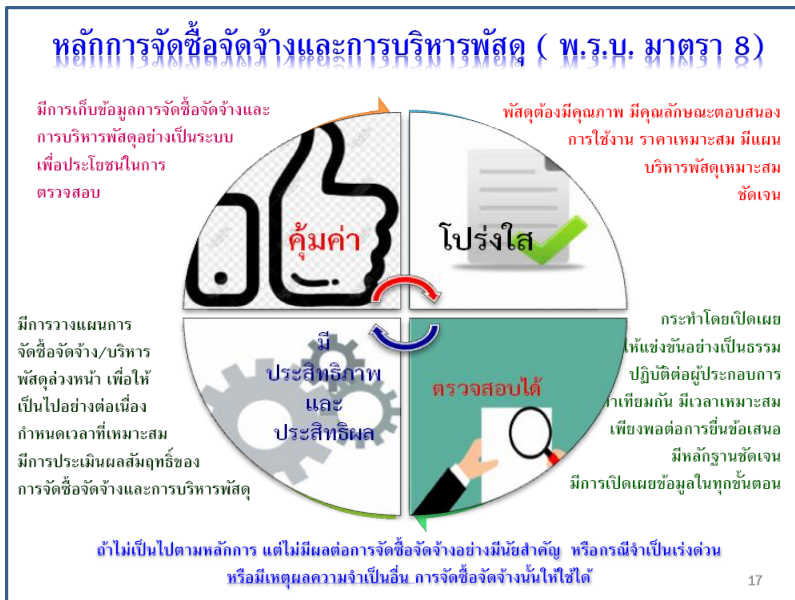 หลักการจัดซื้อจัดจ้างและการบริหารพัสดุ ( พ.ร.บ. มาตรา 8)
มีการเก็บข้อมูลการจัดซื้อจัดจ้างและ
การบริหารพัสดุอย่างเป็นระบบ
เพื่อประโยชน์ในการ
ตรวจสอบ
พัสดุต้องมีคุณภาพ มีคุณลักษณะตอบสนอง
การใช้งาน ราคาเหมาะสม มีแผน
บริหารพัสดุเหมาะสม
ชัดเจน
คุ้มค่า
โปร่งใส
มีการวางแผนการ
จัดซื้อจัดจ้าง/บริหาร
พัสดุล่วงหน้า เพื่อให้
เป็นไปอย่างต่อเนื่อง
กำหนดเวลาที่เหมาะสม
มีการประเมินผลสัมฤทธิ์ของ
การจัดซื้อจัดจ้างและการบริหารพัสดุ
มี
ประสิทธิภาพ
และ
ประสิทธิผล
ตรวจสอบได้
กระทำโดยเปิดเผย
ให้แข่งขันอย่างเป็นธรรม
ปฏิบัติต่อผู้ประกอบการ
เท่าเทียมกัน มีเวลาเหมาะสม
เพียงพอต่อการยื่นข้อเสนอ
มีหลักฐานชัดเจน
มีการเปิดเผยข้อมูลในทุกขั้นตอน
ถ้าไม่เป็นไปตามหลักการ แต่ไม่มีผลต่อการจัดซื้อจัดจ้างอย่างมีนัยสำคัญ หรือกรณีจำเป็นเร่งด่วน
หรือมีเหตุผลความจำเป็นอื่น การจัดซื้อจัดจ้างนั้นให้ใช้ได้
17